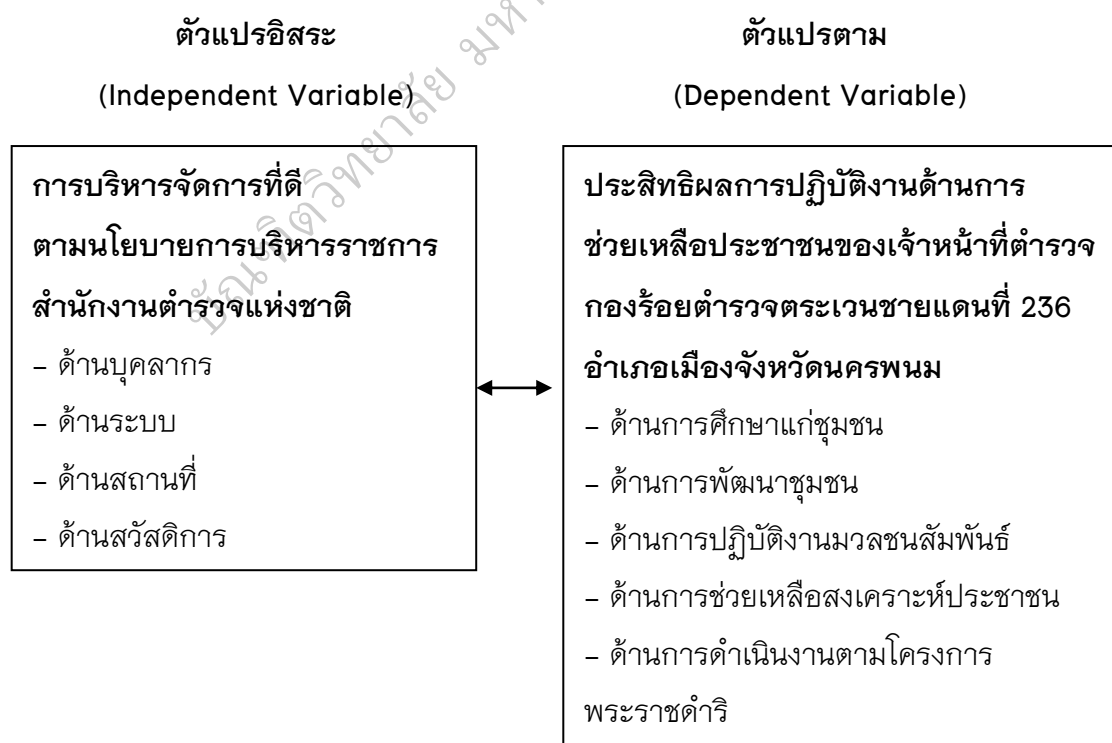 ตัวแปรอิสระ
(Independent Variable)
การบริหารจัดการที่ดี
ตามนโยบายการบริหารราชการ
สำนักงานตำรวจแห่งชาติ
- ด้านบุคลากร
- ด้านระบบ
- ด้านสถานที่
- ด้านสวัสดิการ
ตัวแปรตาม
(Dependent Variable)
ประสิทธิผลการปฏิบัติงานด้านการ
ช่วยเหลือประชาชนของเจ้าหน้าที่ตำรวจ
กองร้อยตำรวจตระเวนชายแดนที่ 236
อำเภอเมืองจังหวัดนครพนม
- ด้านการศึกษาแก่ชุมชน
- ด้านการพัฒนาชุมชน
- ด้านการปฏิบัติงานมวลชนสัมพันธ์
- ด้านการช่วยเหลือสงเคราะห์ประชาชน
- ด้านการดำเนินงานตามโครงการ
พระราชดำริ
บัณฑิตวิทยาลัย